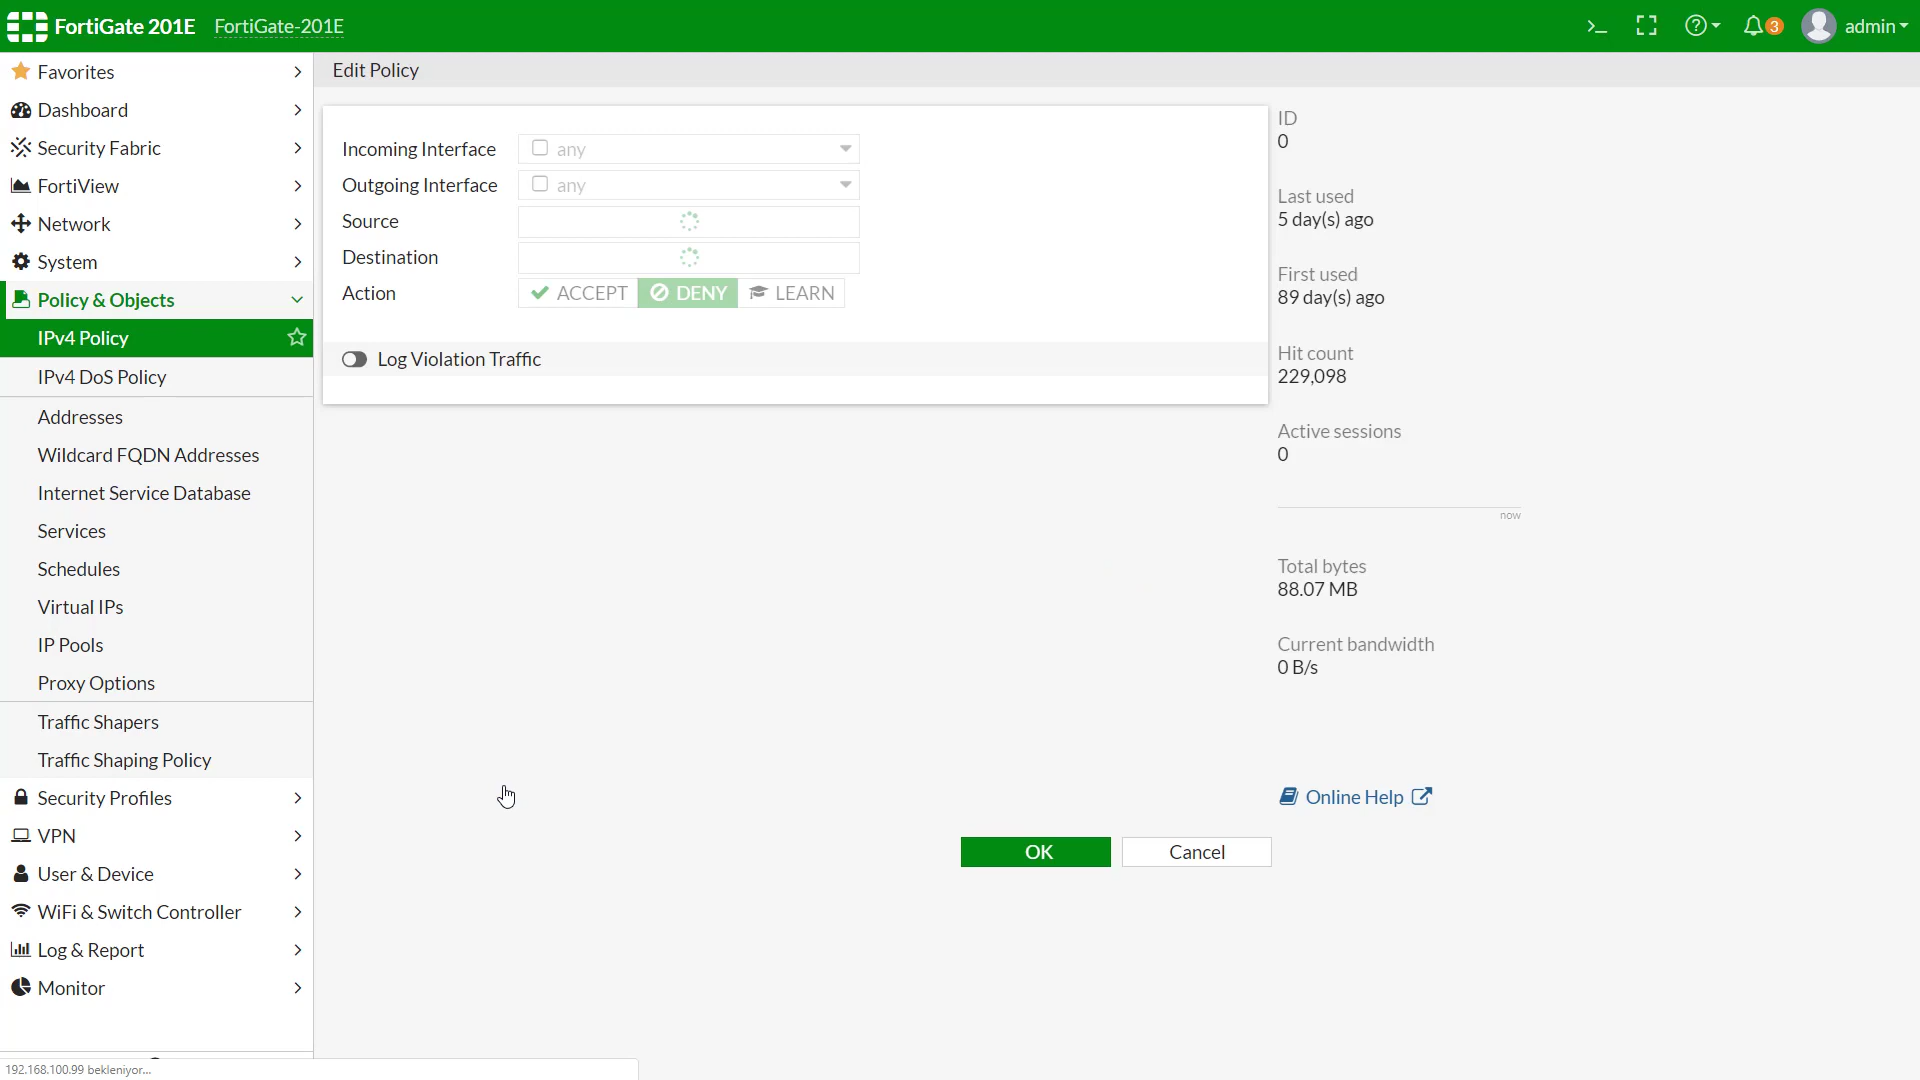 FortiGate 201E FortiGate-201E
3 admin
Favorites
Dashboard
Security Fabric
FortiView
Network
System
Policy & Objects
IPv4 Policy
IPv4 DoS Policy
Addresses
Wildcard FQDN Addresses
Internet Service Database
Services
Schedules
Virtual IPs
IP Pools
Proxy Options
Traffic Shapers
Traffic Shaping Policy
Security Profiles
VPN
User & Device
WiFi & Switch Controller
Log & Report
Monitor
192.168.100.99 bekleniyor...
Edit Policy
Incoming Interface any
Outgoing Interface any
Source
Destination
Action ACCEPT DENY LEARN
Log Violation Traffic
ID
0
Last used
5 day(s) ago
First used
89 day(s) ago
Hit count
229,098
Active sessions
0
now
Total bytes
88.07 MB
Current bandwidth
0 B/s
Online Help
OK Cancel